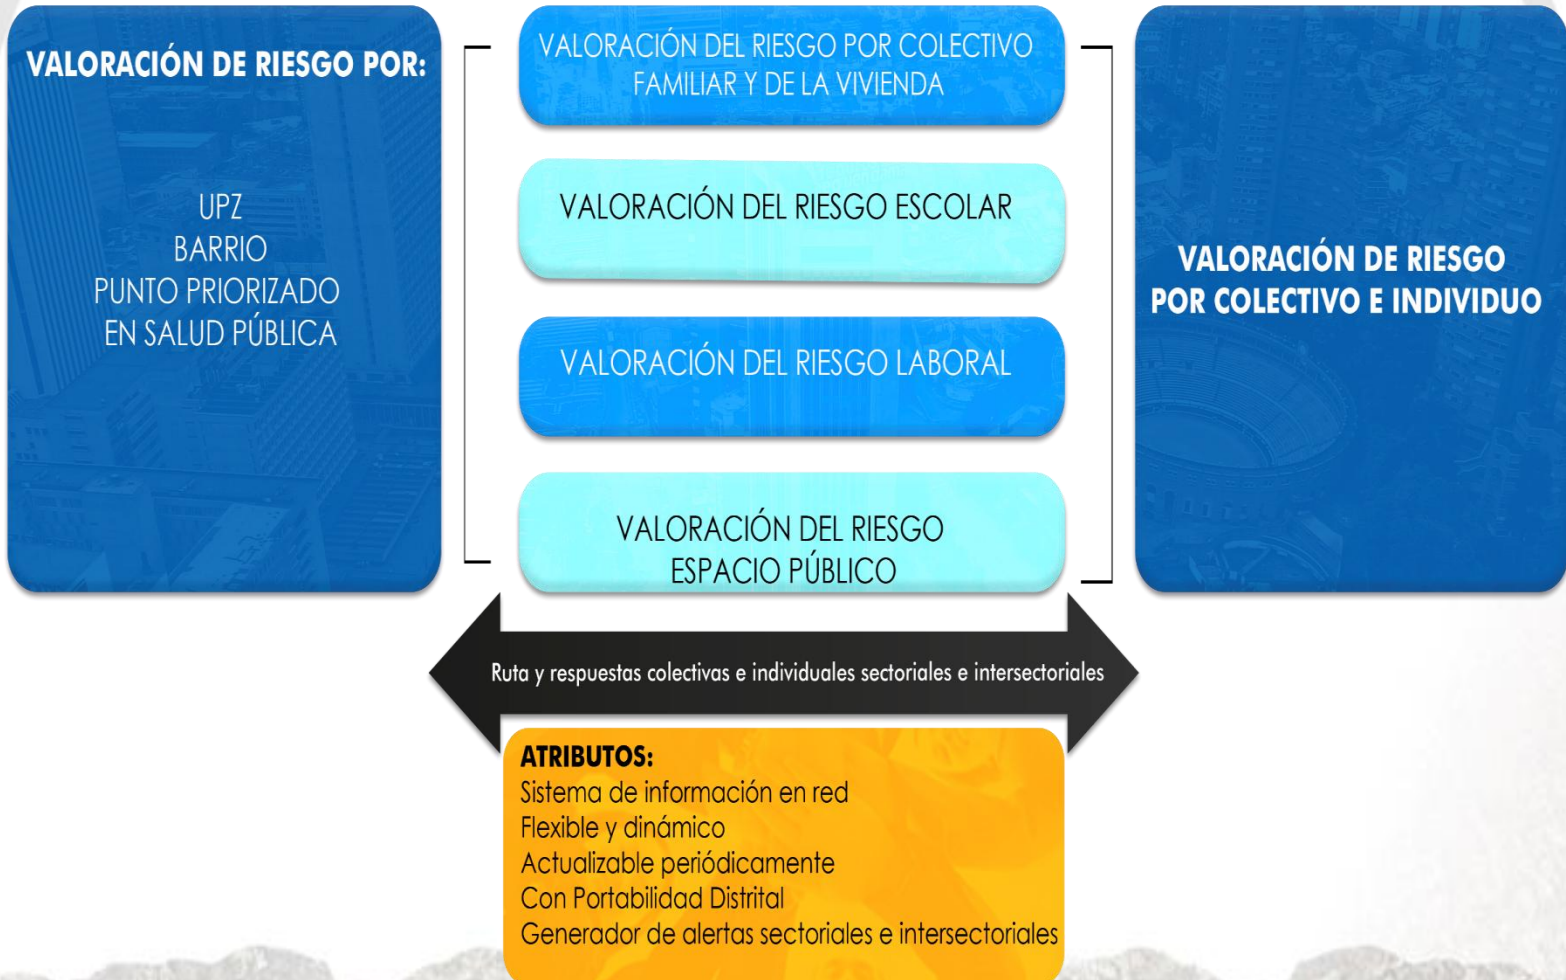 VALORACIÓN DE RIESGO POR:
UPZ
BARRIO
PUNTO PRIORIZADO
EN SALUD PÚBLICA
VALORACIÓN DEL RIESGO POR COLECTIVO
FAMILIAR Y DE LA VIVIENDA
VALORACIÓN DEL RIESGO ESCOLAR
VALORACIÓN DEL RIESGO LABORAL
VALORACIÓN DEL RIESGO
ESPACIO PÚBLICO
VALORACIÓN DE RIESGO
POR COLECTIVO E INDIVIDUO
Ruta y respuestas colectivas e individuales sectoriales e intersectoriales
ATRIBUTOS:
Sistema de información en red
Flexible y dinámico
Actualizable periódicamente
Con Portabilidad Distrital
Generador de alertas sectoriales e intersectoriales